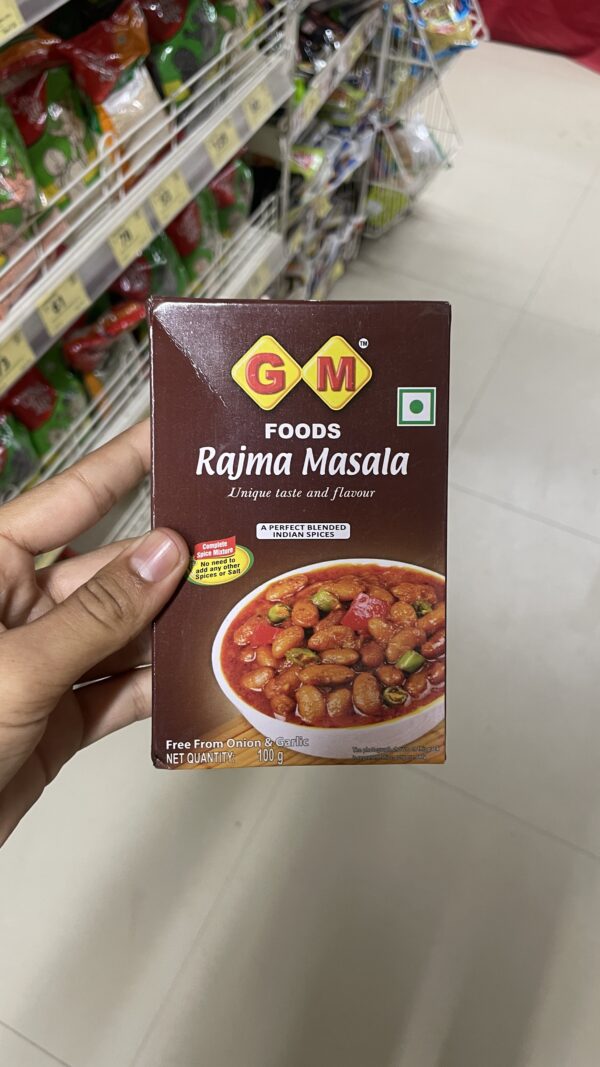 G M
TM
FOODS
Rajma Masala
Unique taste and flavour
A PERFECT BLENDED
INDIAN SPICES
Complete
Spice Mixture
No need to
add any other
Spices or Salt
Free From Onion & Garlic
NET QUANTITY: 100 g